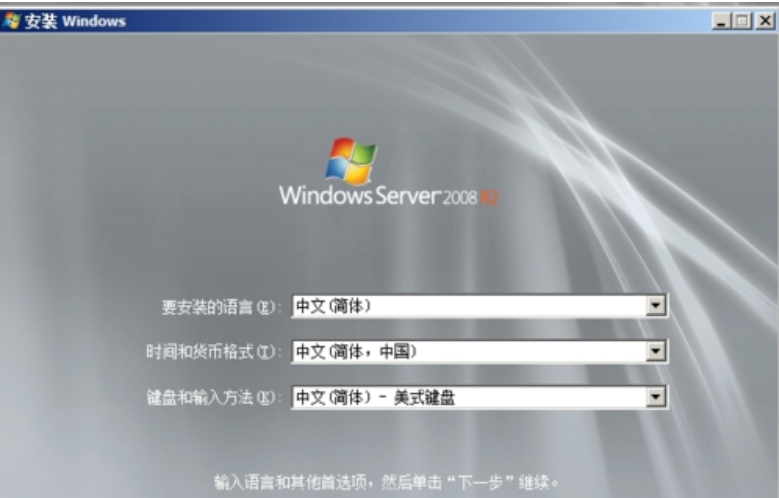 安装 Windows
Windows Server 2008 R2
要安装的语言(E): 中文(简体)
时间和货币格式(T): 中文(简体，中国)
键盘和输入方法(K): 中文(简体) - 美式键盘
输入语言和其他首选项，然后单击“下一步”继续。